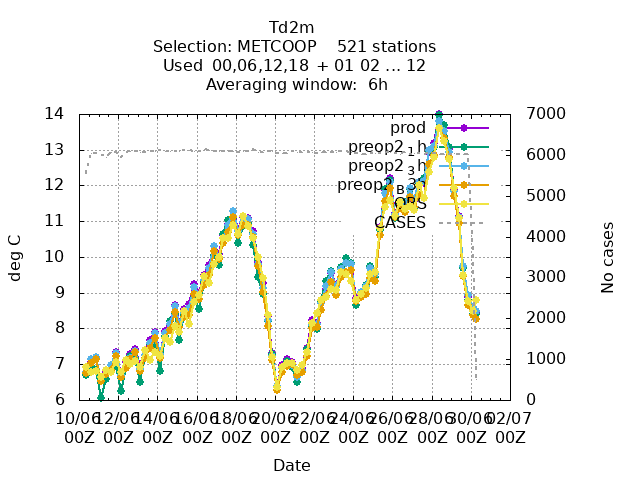 Td2m
Selection: METCOOP 521 stations
Used 00,06,12,18 + 01 02 ... 12
Averaging window: 6h
14
13
12
11
10
9
8
7
6
deg C
7000
6000
5000
4000
3000
2000
1000
0
No cases
prod
preop2_1h
preop2_3h
OBS
CASES
10/06 12/06 14/06 16/06 18/06 20/06 22/06 24/06 26/06 28/06 30/06 02/07
00Z 00Z 00Z 00Z 00Z 00Z 00Z 00Z 00Z 00Z 00Z 00Z
Date